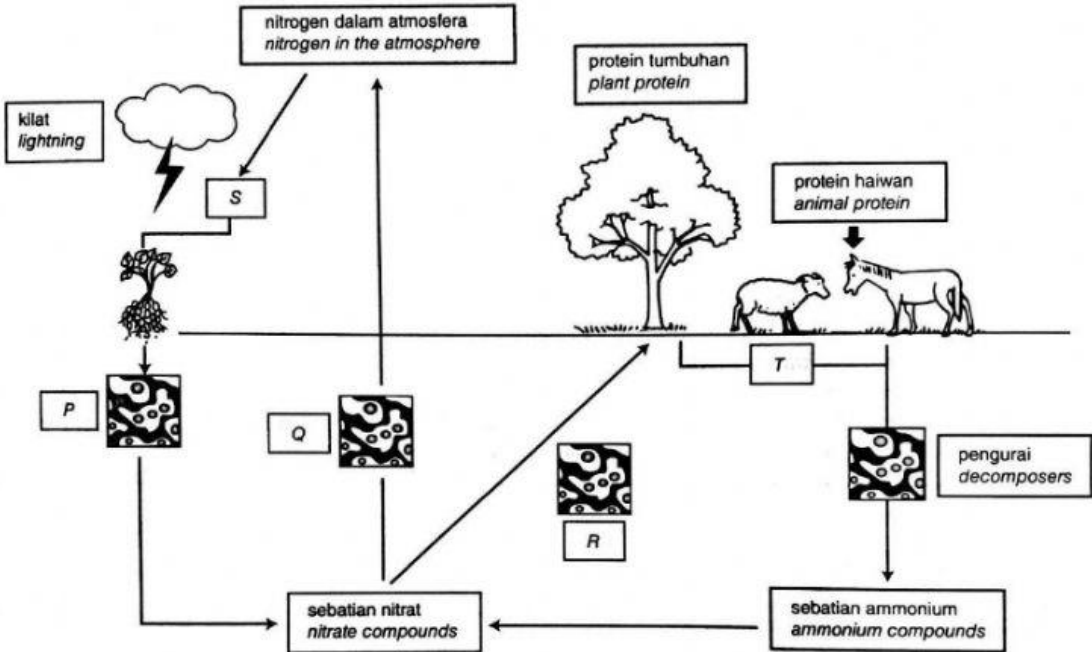 nitrogen dalam atmosfera
nitrogen in the atmosphere
protein tumbuhan
plant protein
kilat
lightning
S
protein haiwan
animal protein
T
P
Q
R
pengurai
decomposers
sebatian nitrat
nitrate compounds
sebatian ammonium
ammonium compounds